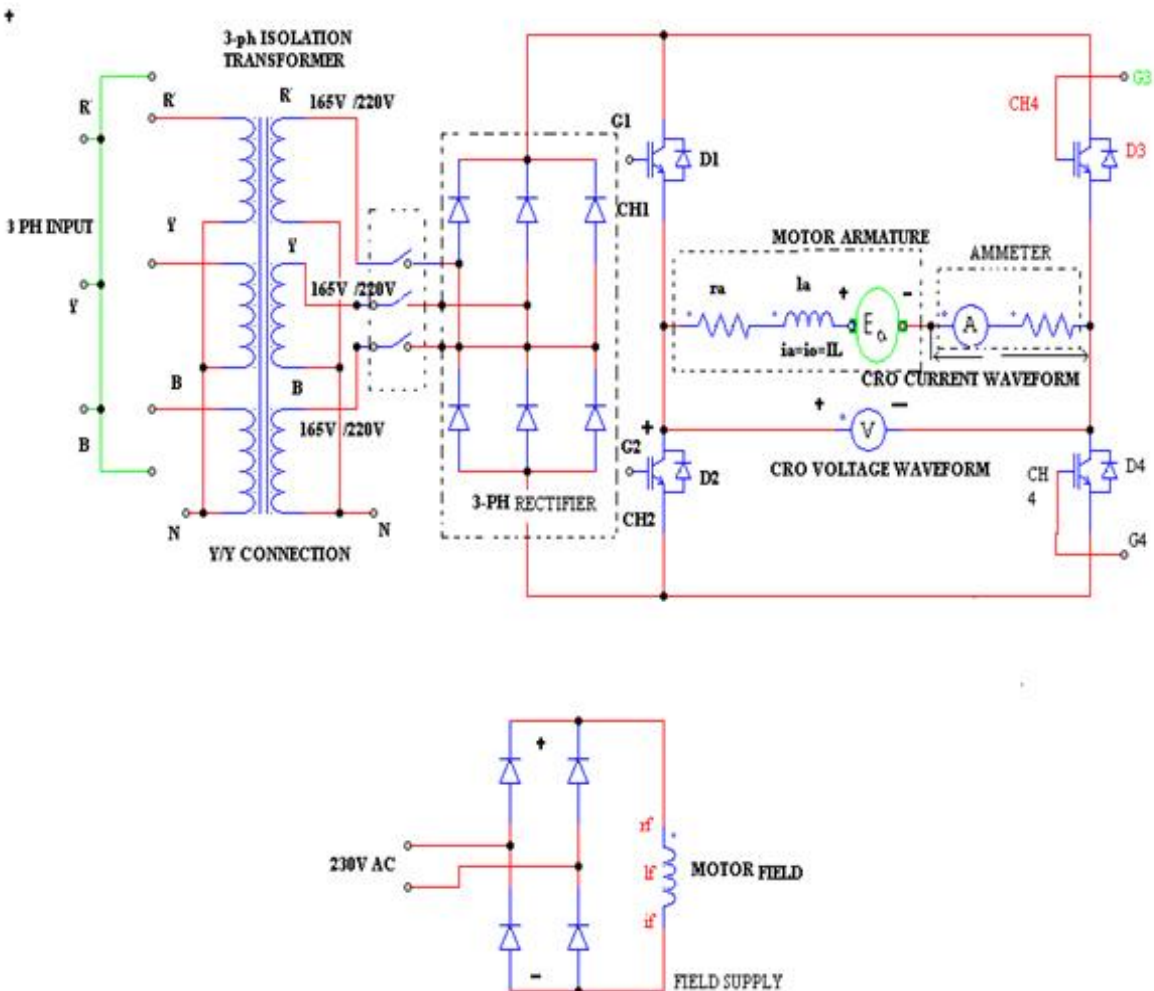 3-ph ISOLATION
TRANSFORMER
R
R
R
165V /220V
3 PH INPUT
Y
Y
Y
165V /220V
B
B
B
165V /220V
N
N
Y/Y CONNECTION
3-PH RECTIFIER
G1
D1
CH1
G2
D2
CH2
MOTOR ARMATURE
ra
la
+
-
Ea
ia=io=IL
AMMETER
A
CRO CURRENT WAVEFORM
+
+
V
-
CRO VOLTAGE WAVEFORM
G3
CH4
D3
D4
CH
4
G4
230V AC
+
-
rf
lf
if
MOTOR FIELD
FIELD SUPPLY